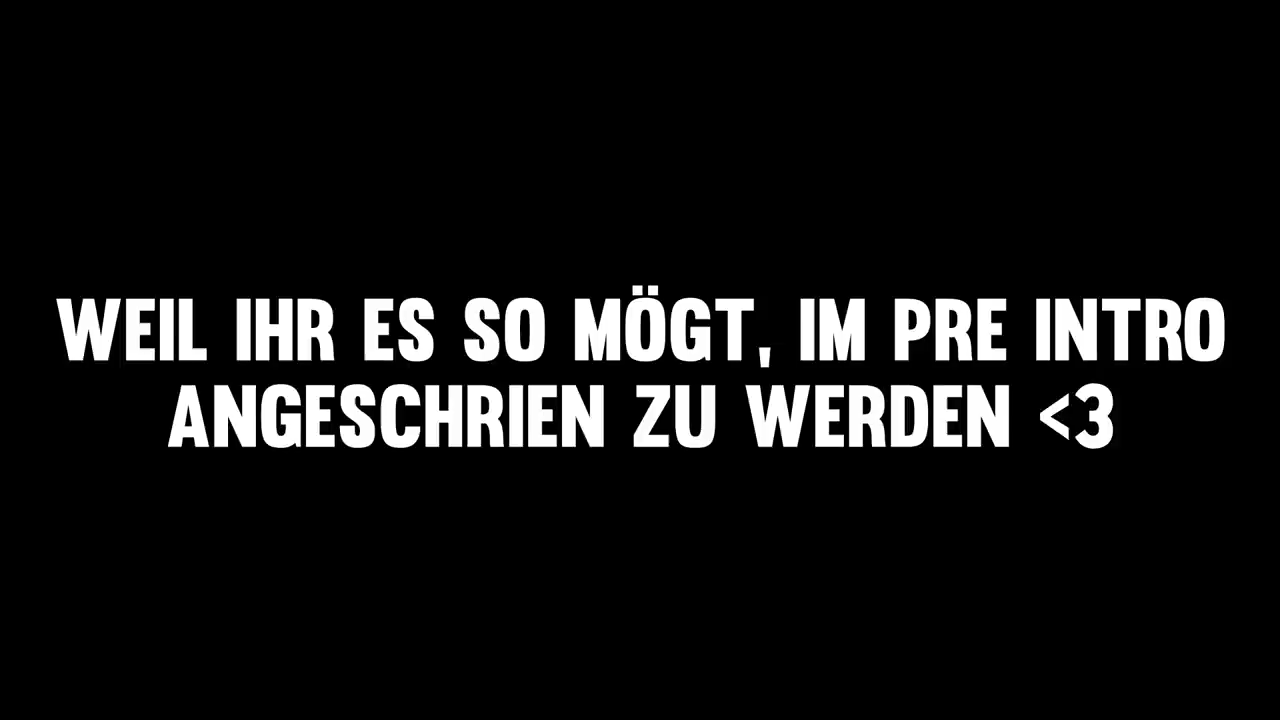 WEIL IHR ES SO MÖGT, IM PRE INTRO
ANGESCHRIEN ZU WERDEN <3